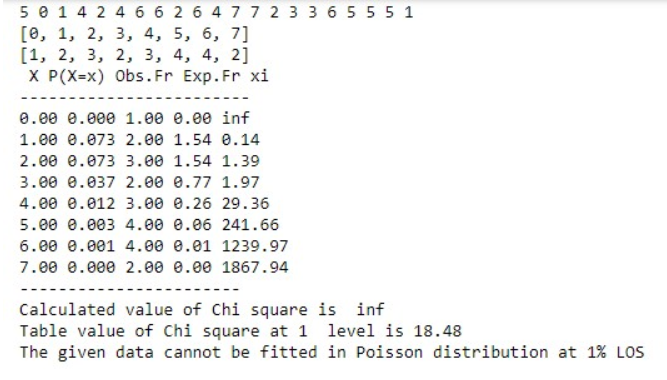 5 0 1 4 2 4 6 6 2 6 4 7 7 2 3 3 6 5 5 5 1
[0, 1, 2, 3, 4, 5, 6, 7]
[1, 2, 3, 2, 3, 4, 4, 2]
X P(X=x) Obs.Fr Exp.Fr xi
-------------------------
0.00 0.000 1.00 0.00 inf
1.00 0.073 2.00 1.54 0.14
2.00 0.073 3.00 1.54 1.39
3.00 0.037 2.00 0.77 1.97
4.00 0.012 3.00 0.26 29.36
5.00 0.003 4.00 0.06 241.66
6.00 0.001 4.00 0.01 1239.97
7.00 0.000 2.00 0.00 1867.94
------------------------
Calculated value of Chi square is  inf
Table value of Chi square at 1  level is 18.48
The given data cannot be fitted in Poisson distribution at 1% LOS